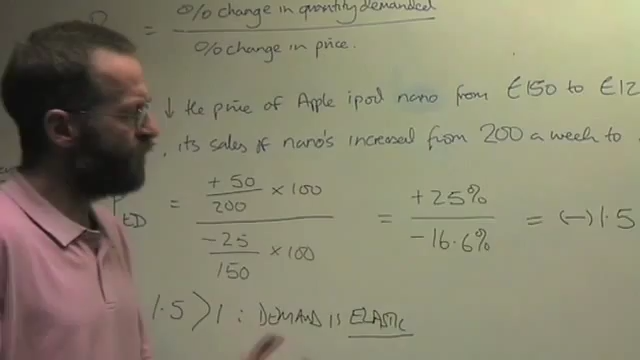 % change in quantity demanded
=
% change in price.
↓ the price of Apple ipod nano from £150 to £12
its sales of nano's increased from 200 a week to
PED = +50/200 × 100 / -25/150 × 100 = +25% / -16.6% = (-) 1.5
1.5 > 1 : DEMAND IS ELASTIC